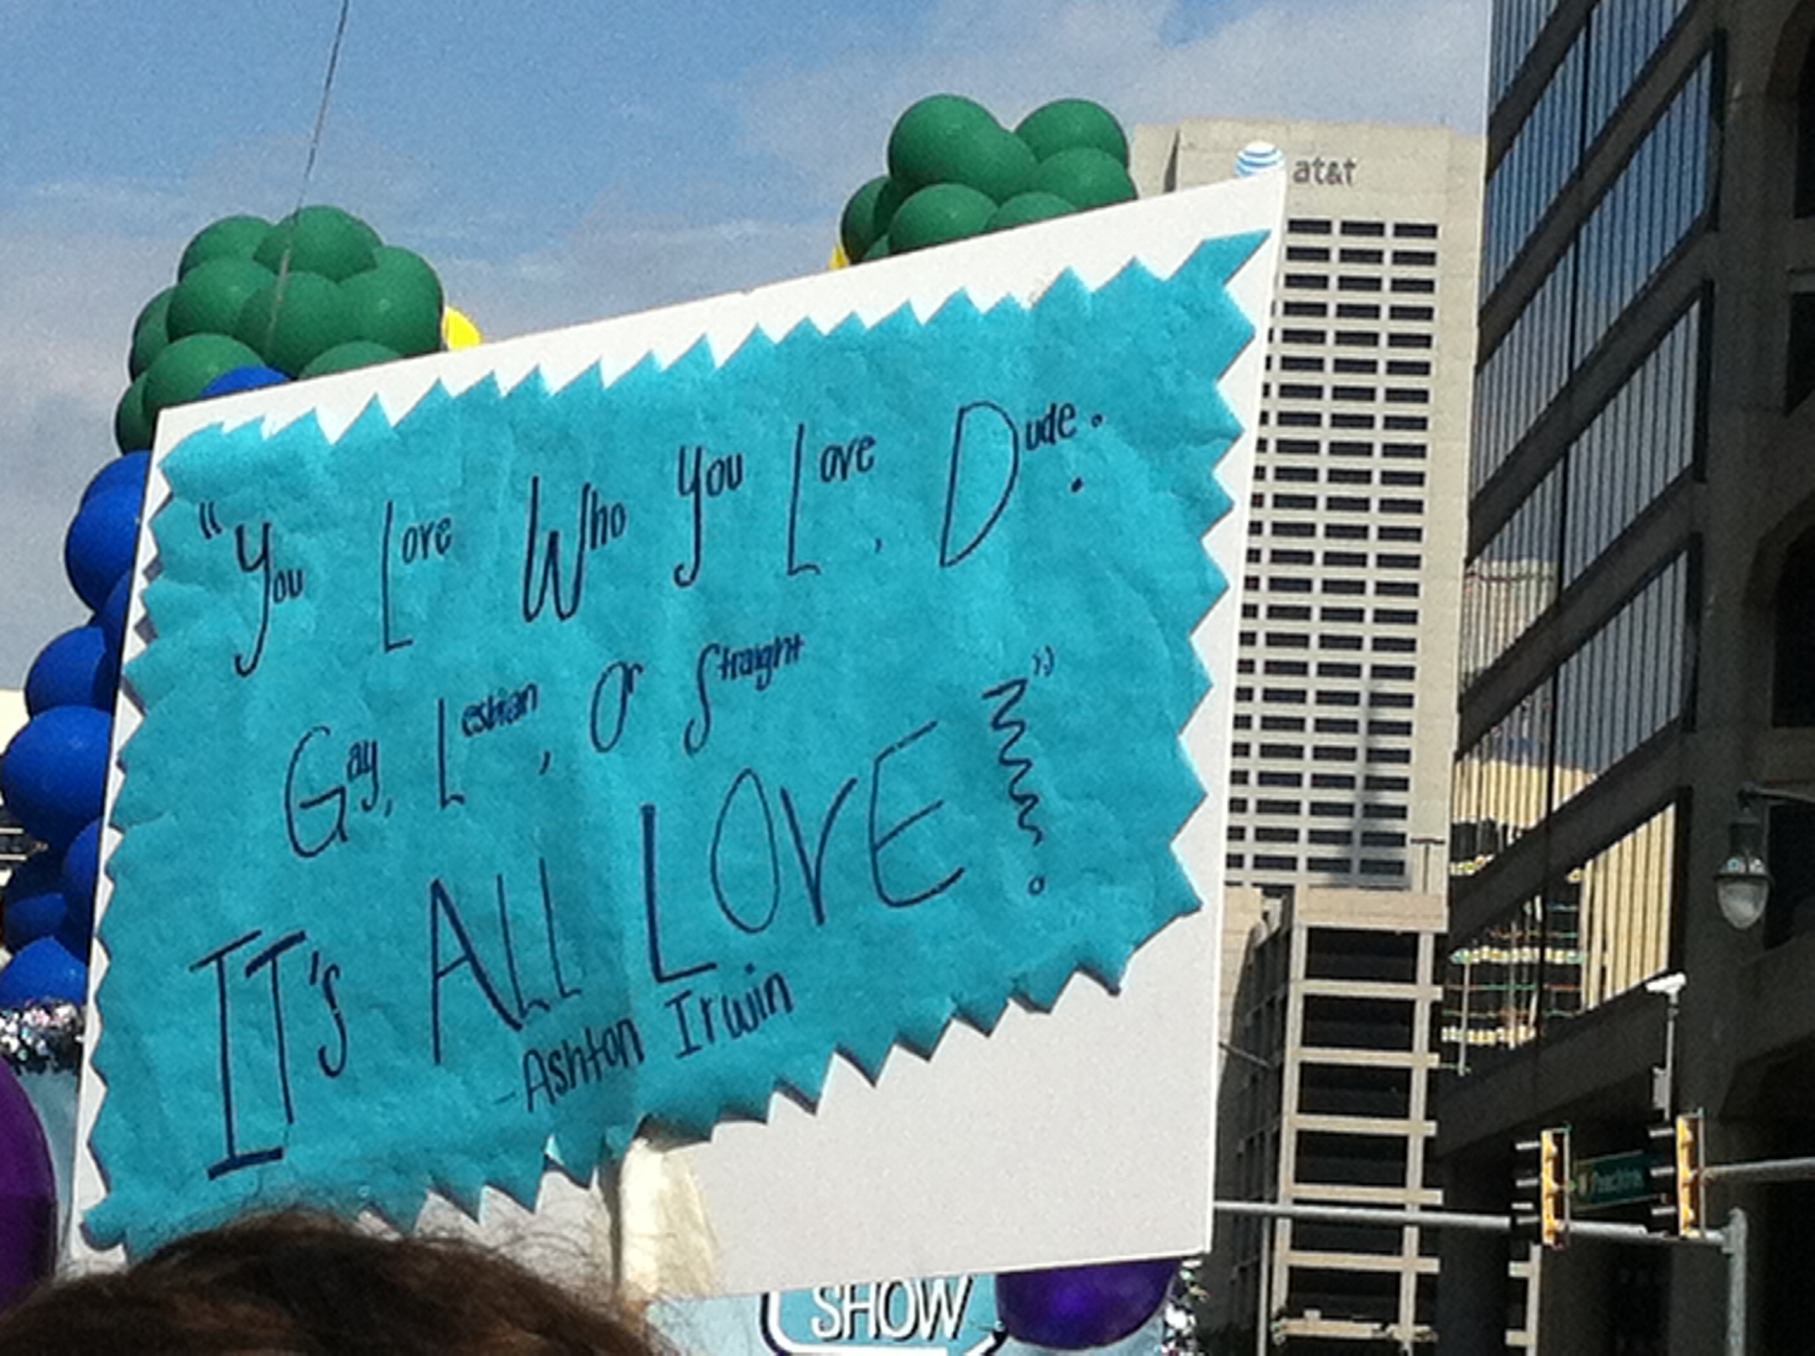 at&t
"You Love Who You Love, Dude.
Gay, Lesbian, Or Straight
IT's ALL LOVE!"
-Ashton Irwin
Peachtree
SHOW